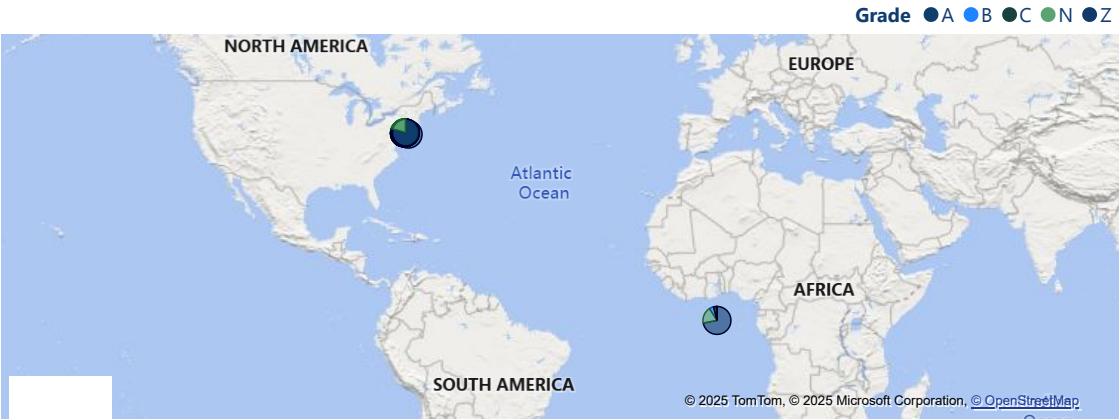 Grade A B C N Z
NORTH AMERICA
EUROPE
Atlantic
Ocean
AFRICA
SOUTH AMERICA
© 2025 TomTom, © 2025 Microsoft Corporation, © OpenStreetMap